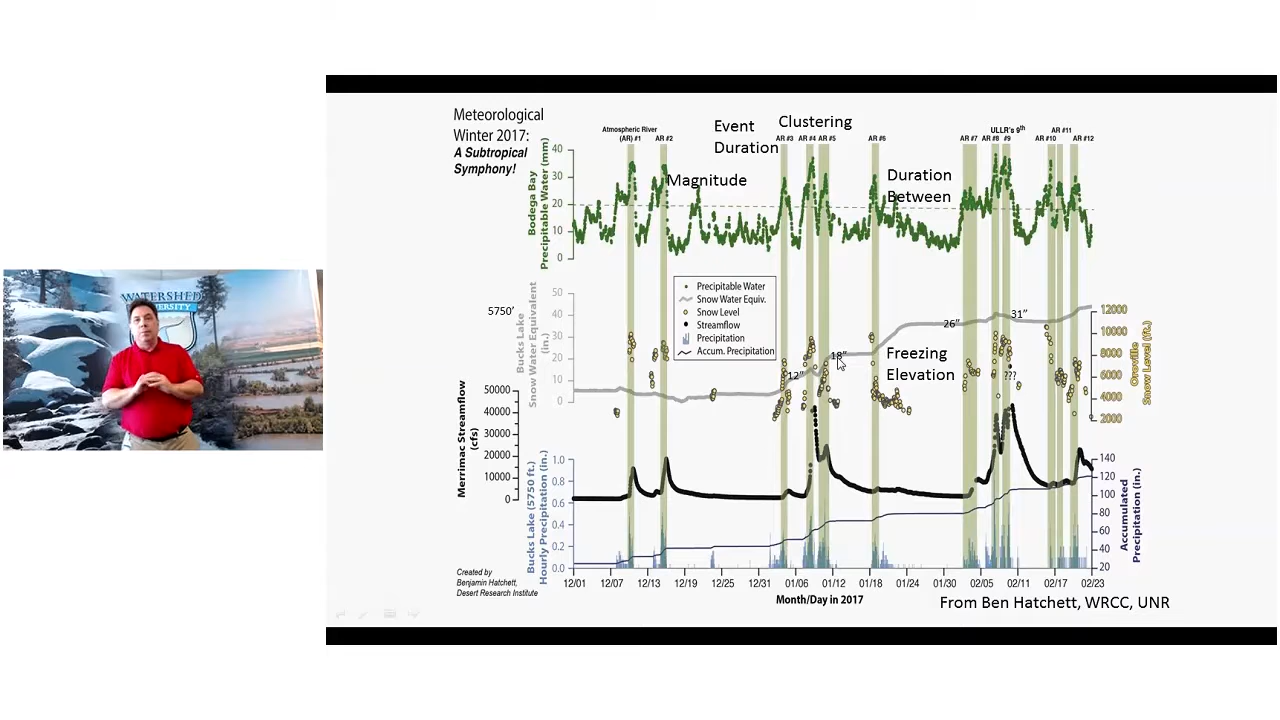 Meteorological
Winter 2017:
A Subtropical
Symphony!
Event
Duration
Clustering
Magnitude
Duration
Between
Freezing
Elevation
Atmospheric River
(AR) #1
AR #2
AR #3
AR #4
AR #5
AR #6
AR #7
AR #8
ULLR's 9th
#9
AR #10
AR #11
AR #12
Bodega Bay
Precipitable Water (mm)
40
30
20
10
0
Precipitable Water
Snow Water Equiv.
Snow Level
Streamflow
Precipitation
Accum. Precipitation
5750'
Bucks Lake
Snow Water Equivalent
(in.)
50
40
30
20
10
0
12"
18"
26"
31"
???
12000
10000
8000
6000
4000
2000
Oroville
Snow Level (ft.)
Merrimac Streamflow
(cfs)
50000
40000
30000
20000
10000
0
Bucks Lake (5750 ft.)
Hourly Precipitation (in.)
1.0
0.8
0.6
0.4
0.2
0.0
140
120
100
80
60
40
20
Accumulated
Precipitation (in.)
12/01 12/07 12/13 12/19 12/25 12/31 01/06 01/12 01/18 01/24 01/30 02/05 02/11 02/17 02/23
Month/Day in 2017
Created by
Benjamin Hatchett,
Desert Research Institute
From Ben Hatchett, WRCC, UNR
WATERSHED